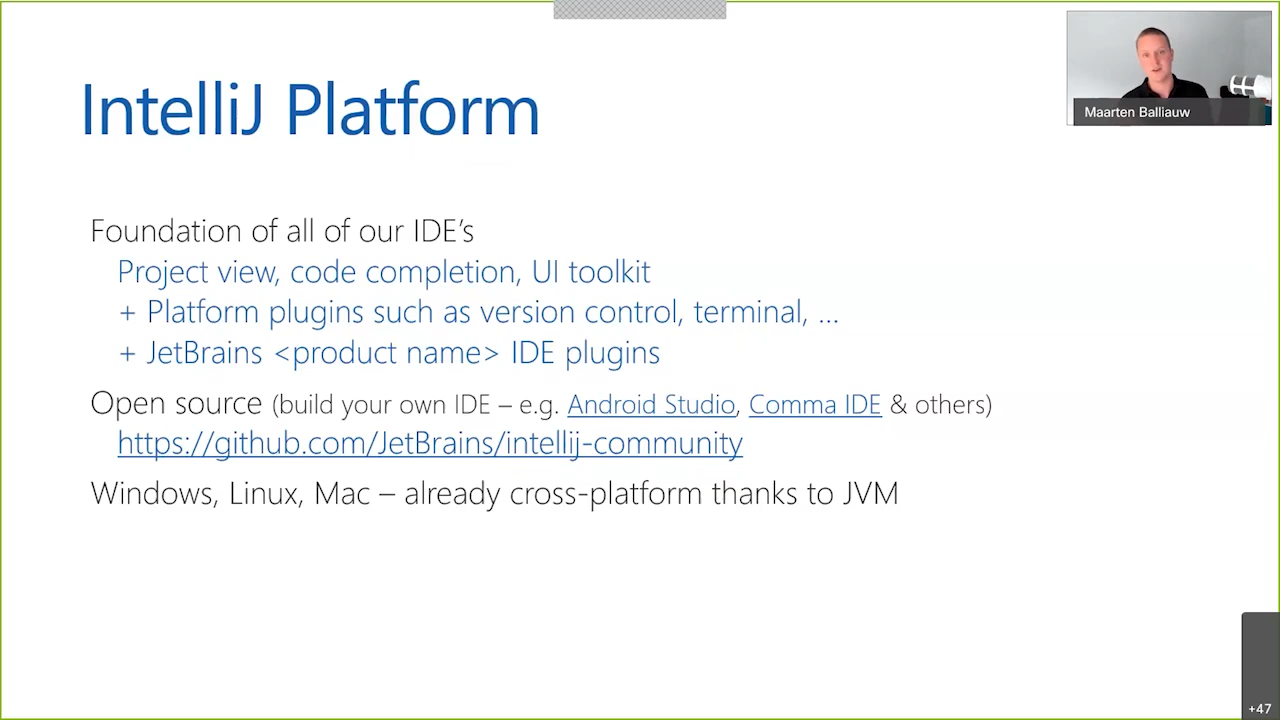 IntelliJ Platform
Maarten Balliauw
Foundation of all of our IDE’s
Project view, code completion, UI toolkit
+ Platform plugins such as version control, terminal, …
+ JetBrains <product name> IDE plugins
Open source (build your own IDE – e.g. Android Studio, Comma IDE & others)
https://github.com/JetBrains/intellij-community
Windows, Linux, Mac – already cross-platform thanks to JVM
+47